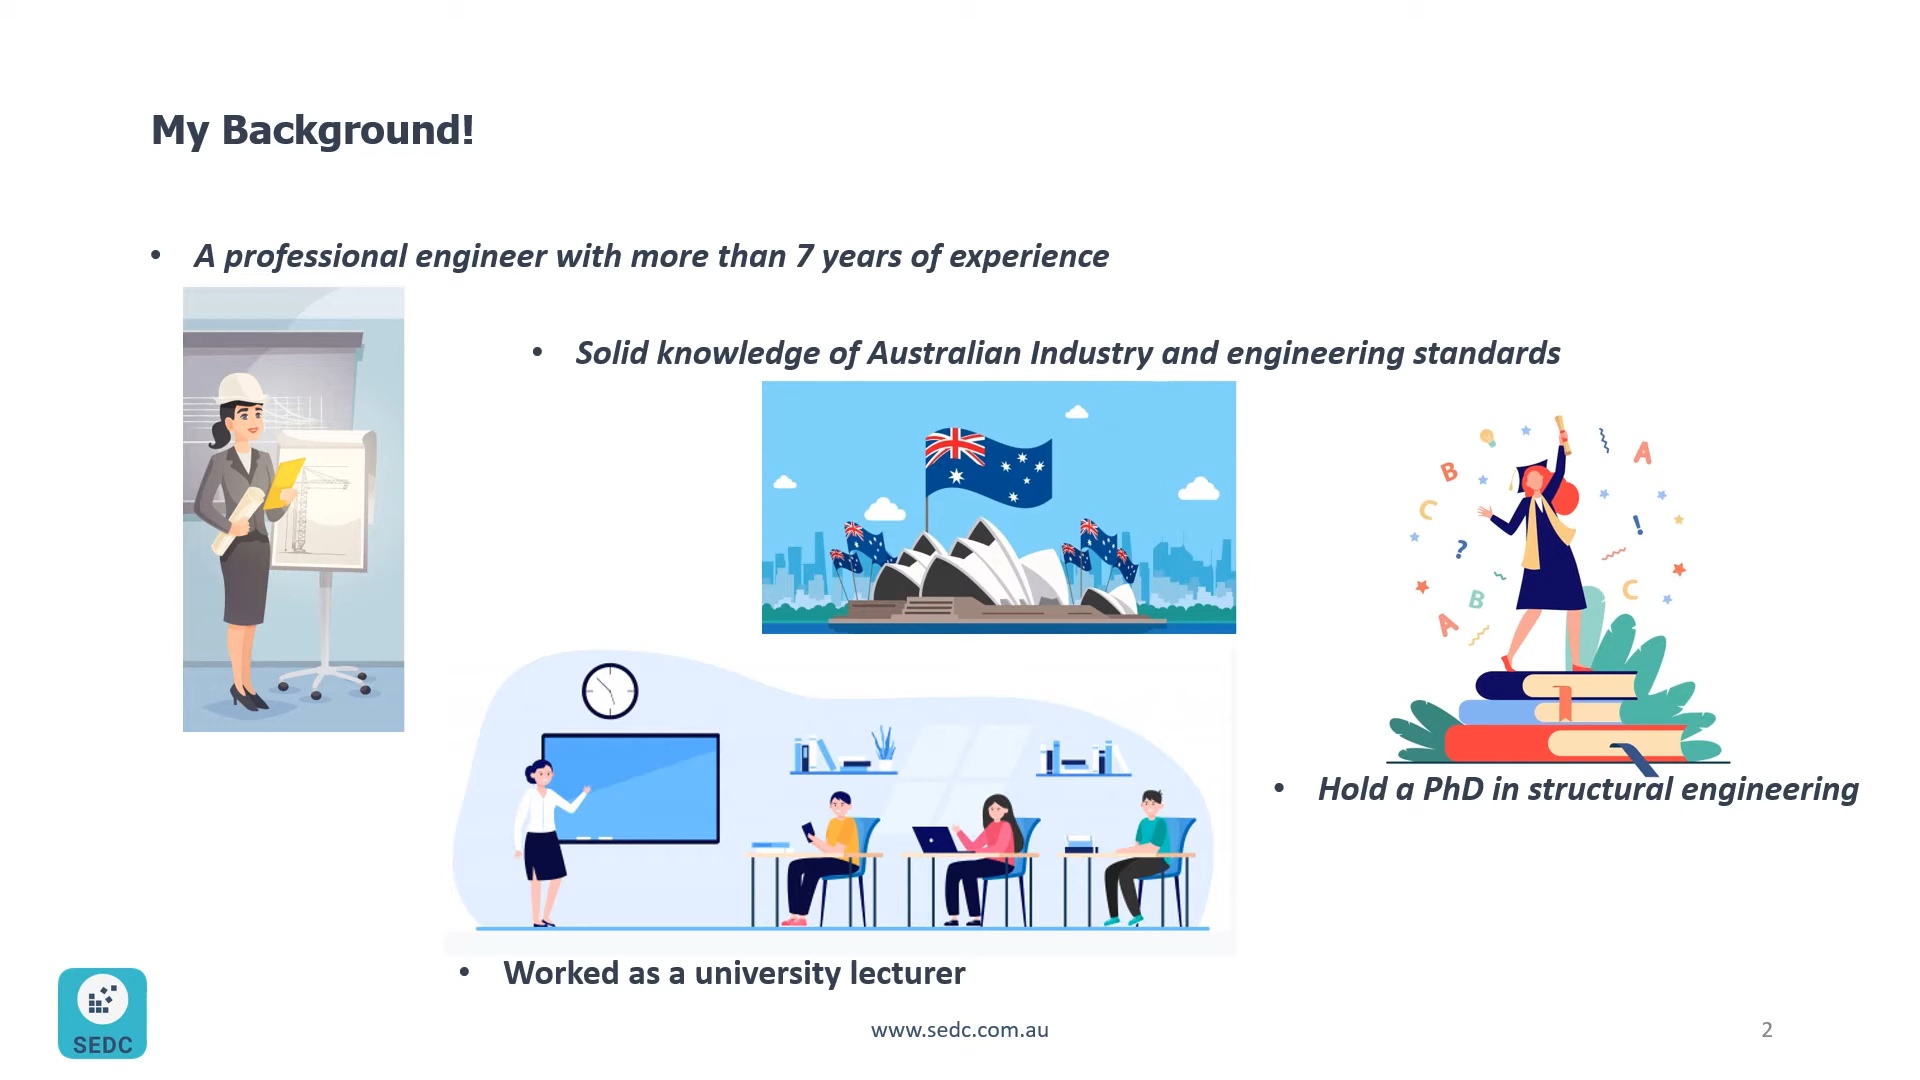 My Background!
• A professional engineer with more than 7 years of experience
• Solid knowledge of Australian Industry and engineering standards
B
A
C
!
?
B
C
A
• Hold a PhD in structural engineering
• Worked as a university lecturer
SEDC
www.sedc.com.au
2